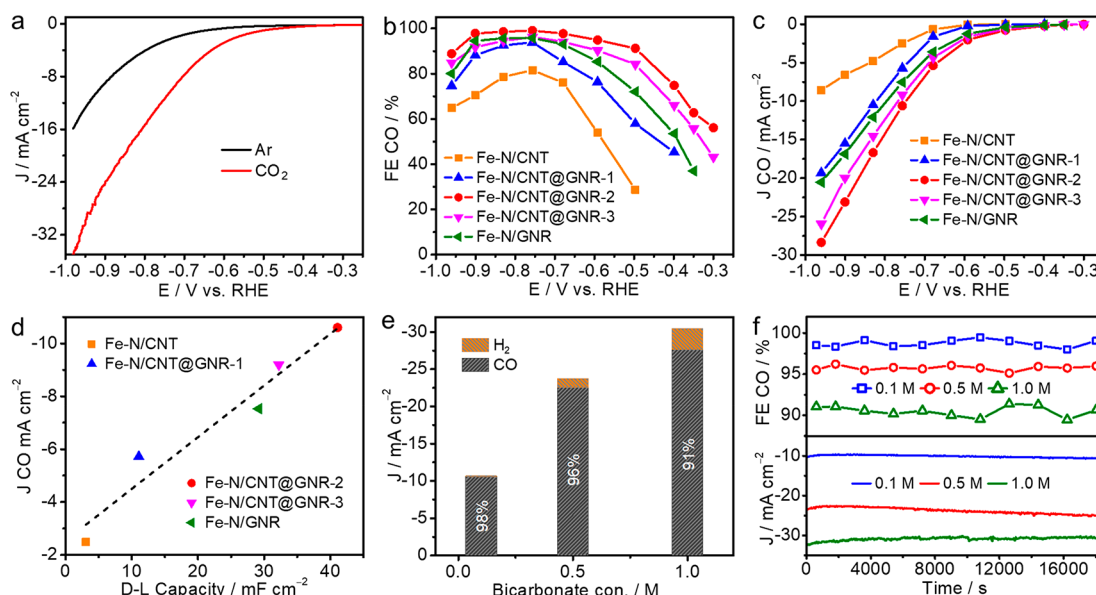 a
J / mA cm⁻²
0
-8
-16
-24
-32
Ar
CO₂
-1.0 -0.9 -0.8 -0.7 -0.6 -0.5 -0.4 -0.3
E / V vs. RHE
b
FE CO / %
100
80
60
40
20
0
Fe-N/CNT
Fe-N/CNT@GNR-1
Fe-N/CNT@GNR-2
Fe-N/CNT@GNR-3
Fe-N/GNR
-1.0 -0.9 -0.8 -0.7 -0.6 -0.5 -0.4 -0.3
E / V vs. RHE
c
J CO / mA cm⁻²
0
-5
-10
-15
-20
-25
-30
Fe-N/CNT
Fe-N/CNT@GNR-1
Fe-N/CNT@GNR-2
Fe-N/CNT@GNR-3
Fe-N/GNR
-1.0 -0.9 -0.8 -0.7 -0.6 -0.5 -0.4 -0.3
E / V vs. RHE
d
J CO mA cm⁻²
-10
-8
-6
-4
-2
Fe-N/CNT
Fe-N/CNT@GNR-1
Fe-N/CNT@GNR-2
Fe-N/CNT@GNR-3
Fe-N/GNR
0 10 20 30 40
D-L Capacity / mF cm⁻²
e
J / mA cm⁻²
-30
-25
-20
-15
-10
-5
0
H₂
CO
98%
96%
91%
0.0 0.5 1.0
Bicarbonate con. / M
f
FE CO / %
100
95
90
0.1 M 0.5 M 1.0 M
J / mA cm⁻²
-10
-20
-30
0.1 M 0.5 M 1.0 M
0 4000 8000 12000 16000
Time / s